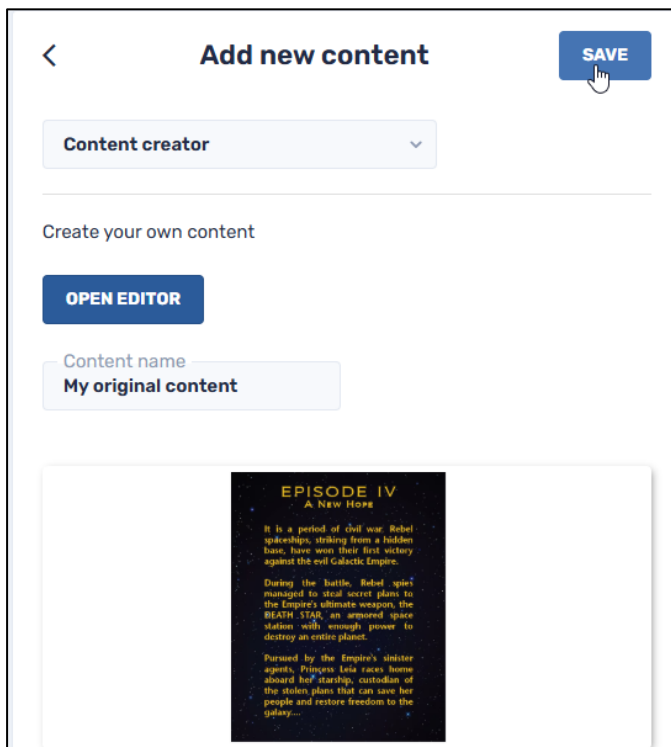 Add new content
SAVE
Content creator
Create your own content
OPEN EDITOR
Content name
My original content
EPISODE IV
A NEW HOPE
It is a period of civil war. Rebel
spaceships, striking from a hidden
base, have won their first victory
against the evil Galactic Empire.
During the battle, Rebel spies
managed to steal secret plans to
the Empire's ultimate weapon, the
DEATH STAR, an armored space
station with enough power to
destroy an entire planet.
Pursued by the Empire's sinister
agents, Princess Leia races home
aboard her starship, custodian of
the stolen plans that can save her
people and restore freedom to the
galaxy....